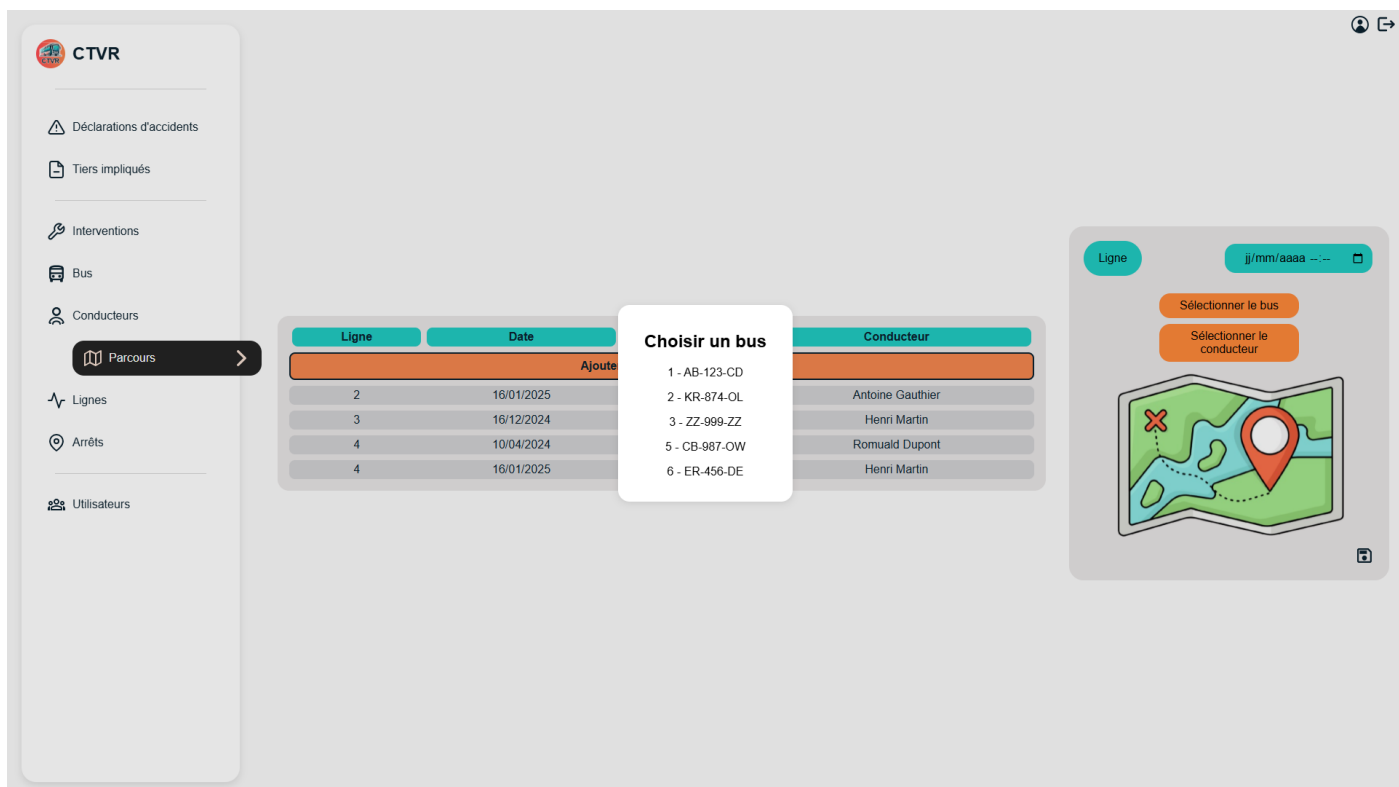 CTVR
CTVR
Déclarations d'accidents
Tiers impliqués
Interventions
Bus
Conducteurs
Parcours
Lignes
Arrêts
Utilisateurs
Ligne
Date
Conducteur
Ajoute
2
16/01/2025
Antoine Gauthier
3
16/12/2024
Henri Martin
4
10/04/2024
Romuald Dupont
4
16/01/2025
Henri Martin
Choisir un bus
1 - AB-123-CD
2 - KR-874-OL
3 - ZZ-999-ZZ
5 - CB-987-OW
6 - ER-456-DE
Ligne
jj/mm/aaaa --:--
Sélectionner le bus
Sélectionner le
conducteur